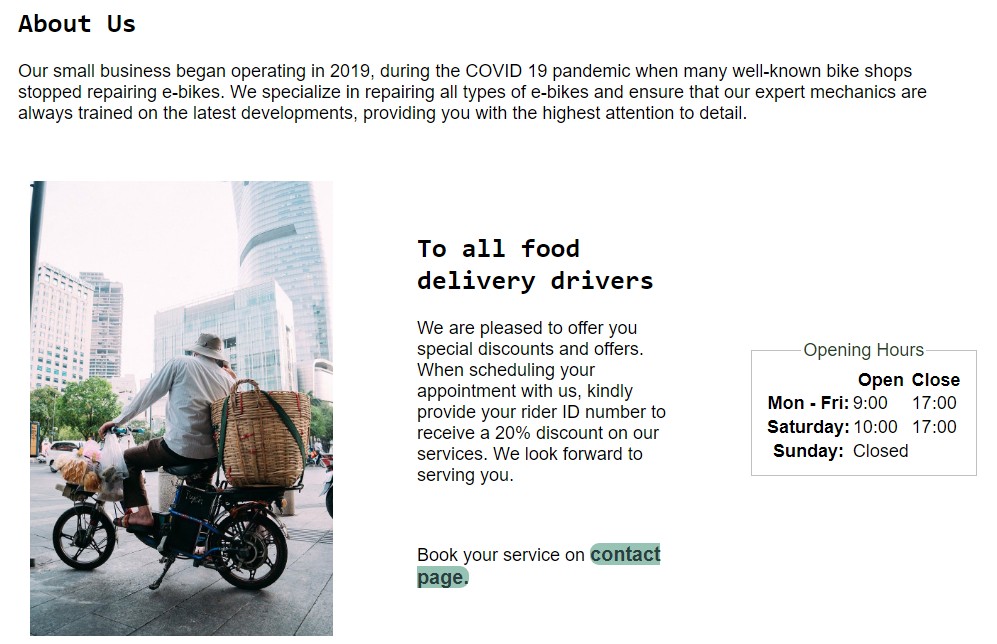 About Us
Our small business began operating in 2019, during the COVID 19 pandemic when many well-known bike shops
stopped repairing e-bikes. We specialize in repairing all types of e-bikes and ensure that our expert mechanics are
always trained on the latest developments, providing you with the highest attention to detail.
To all food
delivery drivers
We are pleased to offer you
special discounts and offers.
When scheduling your
appointment with us, kindly
provide your rider ID number to
receive a 20% discount on our
services. We look forward to
serving you.
Book your service on contact
page.
Opening Hours
Open Close
Mon - Fri: 9:00 17:00
Saturday: 10:00 17:00
Sunday: Closed